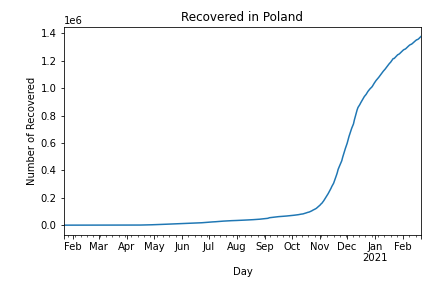 Recovered in Poland
1e6
1.4
1.2
1.0
0.8
0.6
0.4
0.2
0.0
Number of Recovered
Feb Mar Apr May Jun Jul Aug Sep Oct Nov Dec Jan Feb
2021
Day